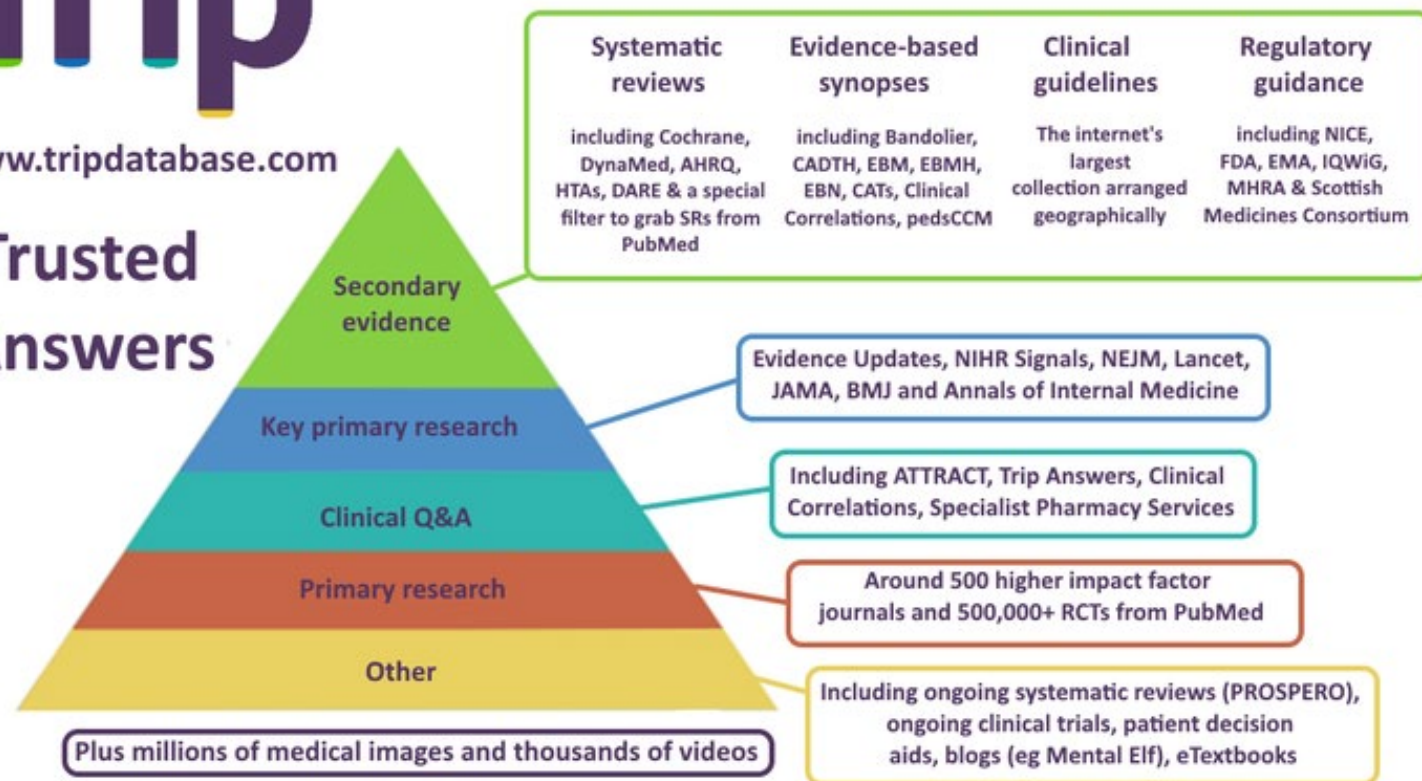 www.tripdatabase.com
Trusted
Answers
Systematic
reviews
including Cochrane,
DynaMed, AHRQ,
HTAs, DARE & a special
filter to grab SRs from
PubMed
Evidence-based
synopses
including Bandolier,
CADTH, EBM, EBMH,
EBN, CATs, Clinical
Correlations, pedsCCM
Clinical
guidelines
The internet's
largest
collection arranged
geographically
Regulatory
guidance
including NICE,
FDA, EMA, IQWiG,
MHRA & Scottish
Medicines Consortium
Secondary
evidence
Key primary research
Evidence Updates, NIHR Signals, NEJM, Lancet,
JAMA, BMJ and Annals of Internal Medicine
Clinical Q&A
Including ATTRACT, Trip Answers, Clinical
Correlations, Specialist Pharmacy Services
Primary research
Around 500 higher impact factor
journals and 500,000+ RCTs from PubMed
Other
Including ongoing systematic reviews (PROSPERO),
ongoing clinical trials, patient decision
aids, blogs (eg Mental Elf), eTextbooks
Plus millions of medical images and thousands of videos